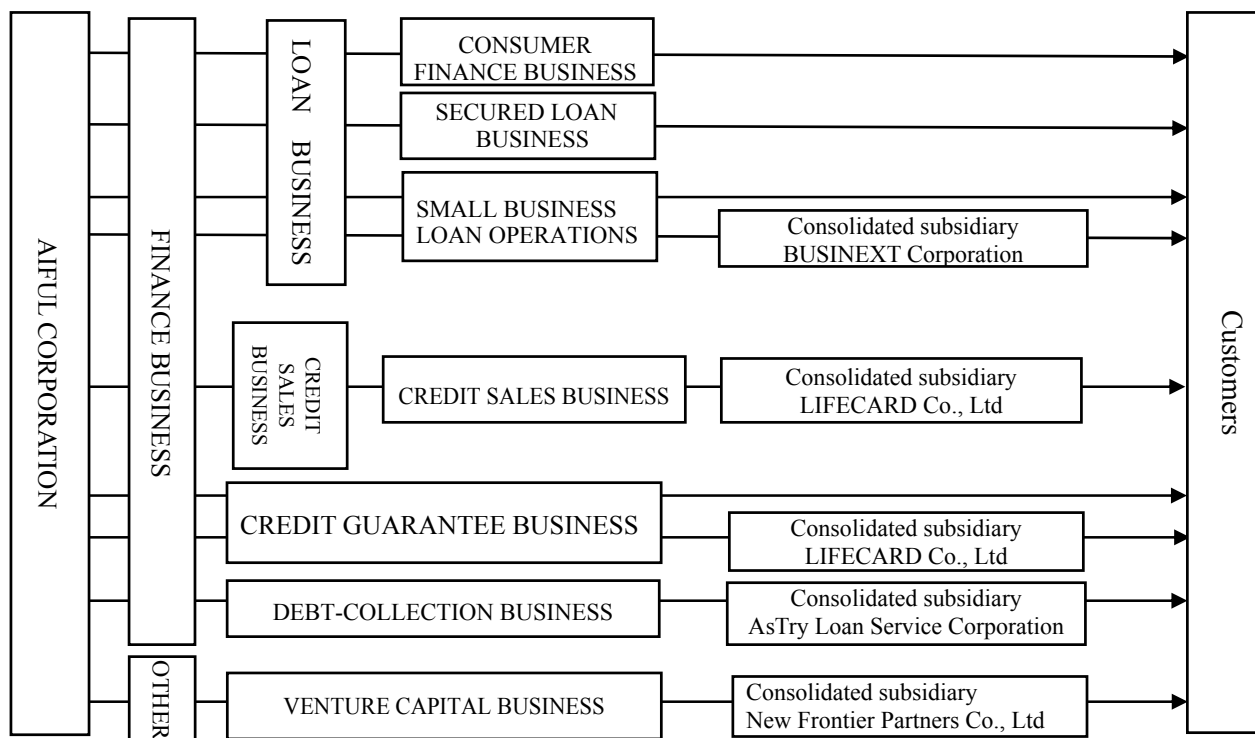 AIFUL CORPORATION
FINANCE BUSINESS
LOAN BUSINESS
CONSUMER
FINANCE BUSINESS
SECURED LOAN
BUSINESS
SMALL BUSINESS
LOAN OPERATIONS
Consolidated subsidiary
BUSINEXT Corporation
CREDIT
SALES
BUSINESS
CREDIT SALES BUSINESS
Consolidated subsidiary
LIFECARD Co., Ltd
CREDIT GUARANTEE BUSINESS
Consolidated subsidiary
LIFECARD Co., Ltd
DEBT-COLLECTION BUSINESS
Consolidated subsidiary
AsTry Loan Service Corporation
OTHER
VENTURE CAPITAL BUSINESS
Consolidated subsidiary
New Frontier Partners Co., Ltd
Customers